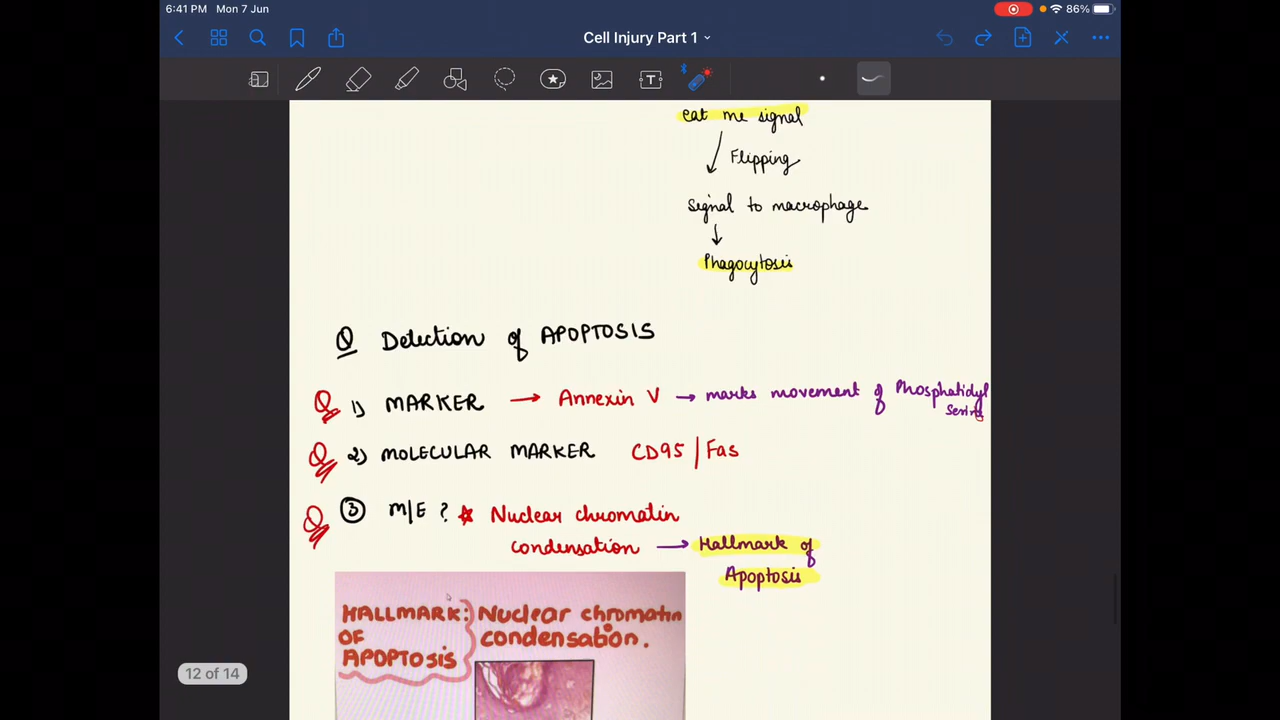 6:41 PM Mon 7 Jun
86%
Cell Injury Part 1
T
eat me signal
Flipping
Signal to macrophage
Phagocytosis
Q Detection of APOPTOSIS
Q 1) MARKER → Annexin V → marks movement of Phosphatidyl
Serine
Q 2) MOLECULAR MARKER CD95 / Fas
Q 3 M/E ? Nuclear chromatin
condensation → Hallmark of
Apoptosis
HALLMARK: Nuclear chromatin
OF condensation.
APOPTOSIS
12 of 14